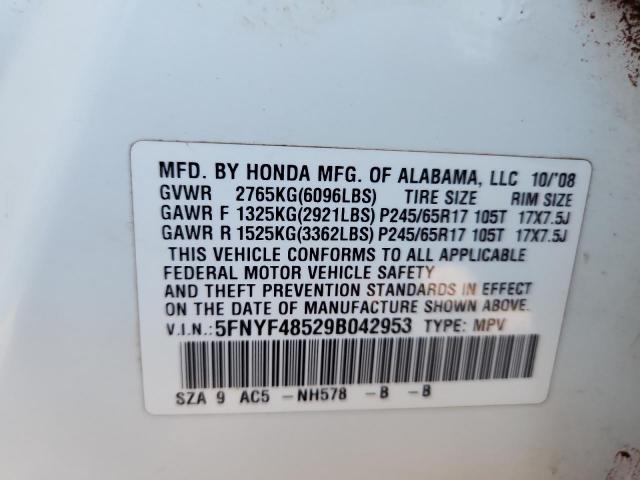 MFD. BY HONDA MFG. OF ALABAMA, LLC 10/'08
GVWR 2765KG(6096LBS) TIRE SIZE RIM SIZE
GAWR F 1325KG(2921LBS) P245/65R17 105T 17X7.5J
GAWR R 1525KG(3362LBS) P245/65R17 105T 17X7.5J
THIS VEHICLE CONFORMS TO ALL APPLICABLE
FEDERAL MOTOR VEHICLE SAFETY
AND THEFT PREVENTION STANDARDS IN EFFECT
ON THE DATE OF MANUFACTURE SHOWN ABOVE.
V.I.N.: 5FNYF48529B042953 TYPE: MPV
SZA 9 AC5 -NH578 -B -B